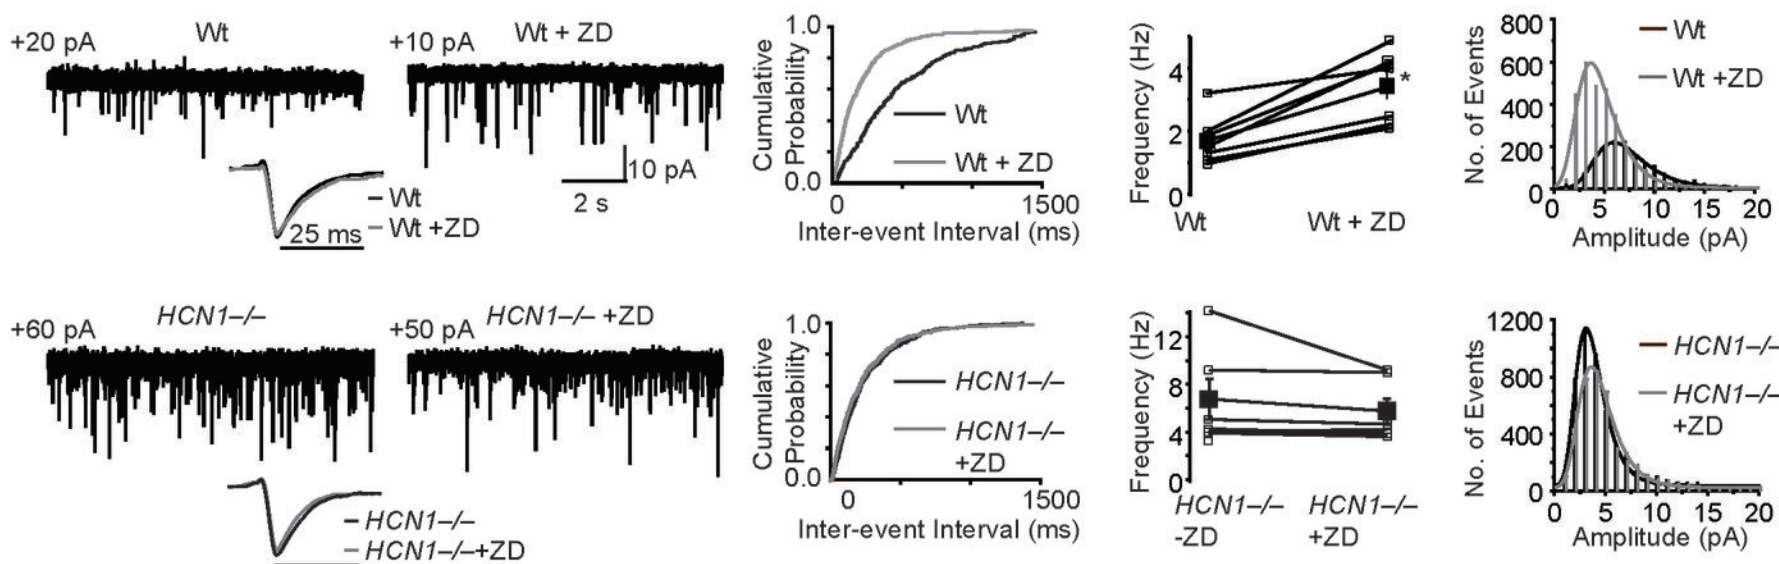 +20 pA
Wt
+10 pA
Wt + ZD
10 pA
2 s
Wt
Wt +ZD
25 ms
Cumulative
Probability
1.0
0.0
Wt
Wt + ZD
0
1500
Inter-event Interval (ms)
Frequency (Hz)
4
2
0
Wt
Wt + ZD
*
No. of Events
800
600
400
200
0
Wt
Wt +ZD
0
5
10
15
20
Amplitude (pA)
+60 pA
HCN1–/–
+50 pA
HCN1–/– +ZD
HCN1–/–
HCN1–/–+ZD
Cumulative
Probability
1.0
0.0
HCN1–/–
HCN1–/–
+ZD
0
1500
Inter-event Interval (ms)
Frequency (Hz)
12
8
4
0
HCN1–/–
-ZD
HCN1–/–
+ZD
No. of Events
1200
800
400
0
HCN1–/–
HCN1–/–
+ZD
0
5
10
15
20
Amplitude (pA)